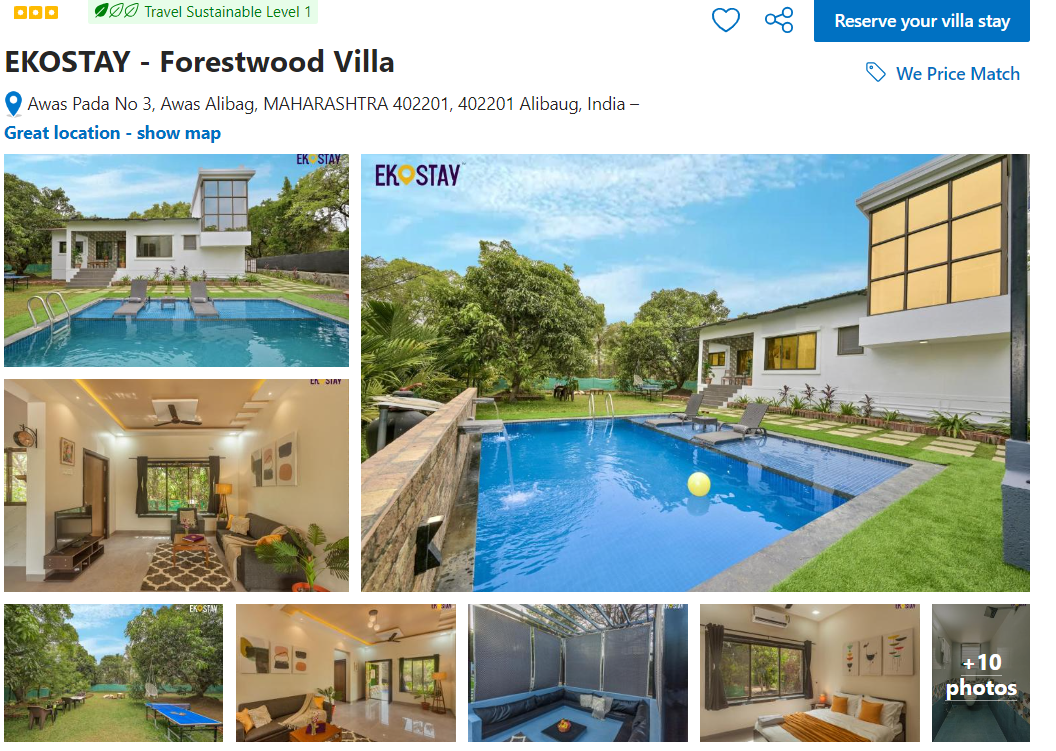 Travel Sustainable Level 1
Reserve your villa stay
EKOSTAY - Forestwood Villa
We Price Match
Awas Pada No 3, Awas Alibag, MAHARASHTRA 402201, 402201 Alibaug, India –
Great location - show map
EKOSTAY
EKOSTAY
EKOSTAY
EKOSTAY
EKOSTAY
EKOSTAY
EKOSTAY
+10
photos